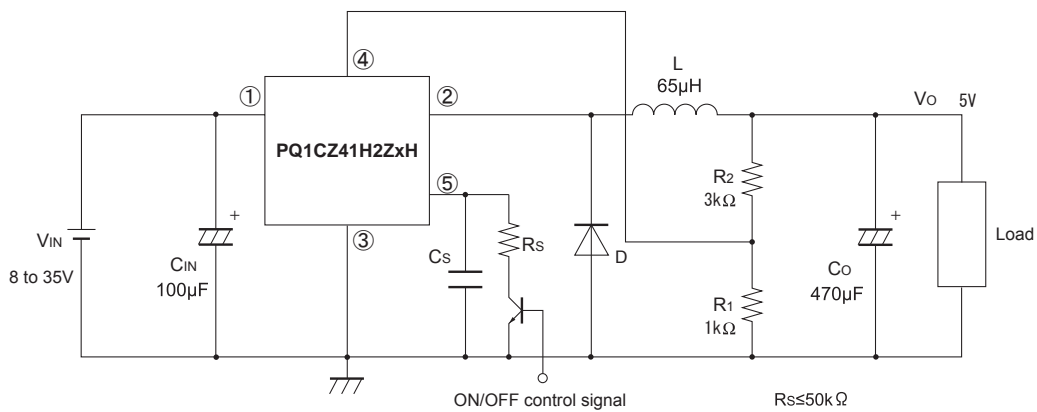 ④
L
65μH
①
②
VO 5V
PQ1CZ41H2ZxH
⑤
R2
3kΩ
③
RS
VIN
8 to 35V
CIN
100μF
+
CS
D
+
CO
470μF
Load
R1
1kΩ
ON/OFF control signal
RS≤50kΩ